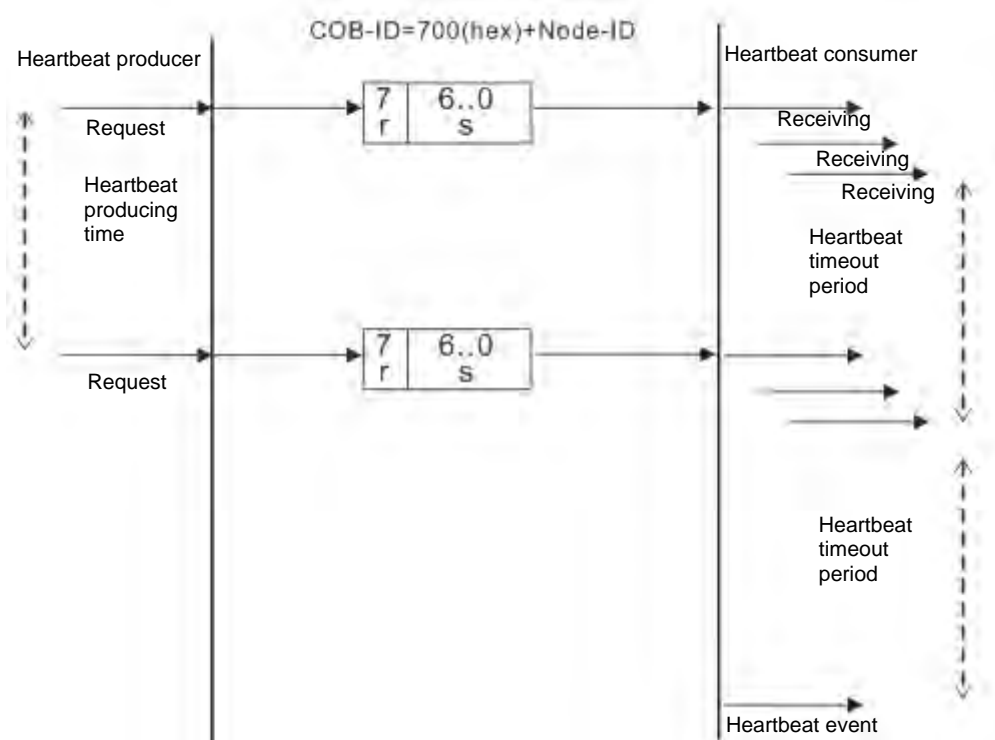 COB-ID=700(hex)+Node-ID
Heartbeat producer
Heartbeat consumer
7 6..0
r s
Request
Receiving
Receiving
Receiving
Heartbeat
producing
time
Heartbeat
timeout
period
7 6..0
r s
Request
Heartbeat
timeout
period
Heartbeat event